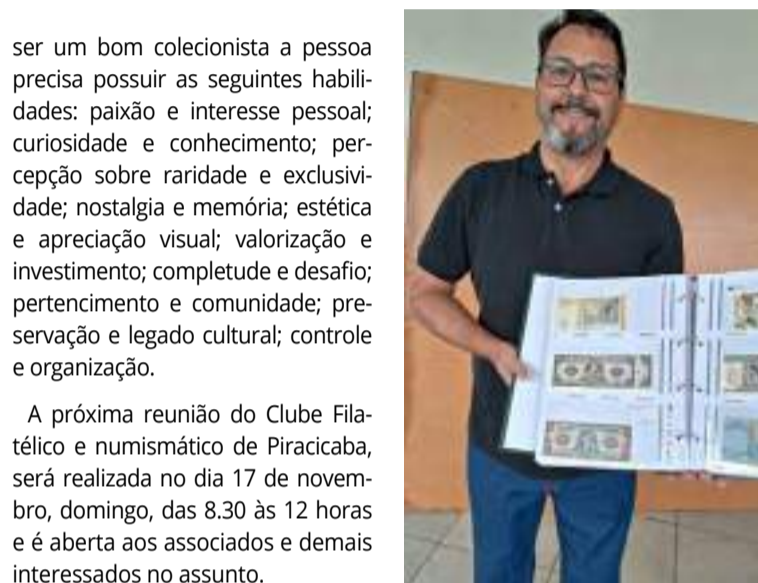 ser um bom colecionista a pessoa
precisa possuir as seguintes habili-
dades: paixão e interesse pessoal;
curiosidade e conhecimento; per-
cepção sobre raridade e exclusivi-
dade; nostalgia e memória; estética
e apreciação visual; valorização e
investimento; completude e desafio;
pertencimento e comunidade; pre-
servação e legado cultural; controle
e organização.
A próxima reunião do Clube Fila-
télico e numismático de Piracicaba,
será realizada no dia 17 de novem-
bro, domingo, das 8.30 às 12 horas
e é aberta aos associados e demais
interessados no assunto.